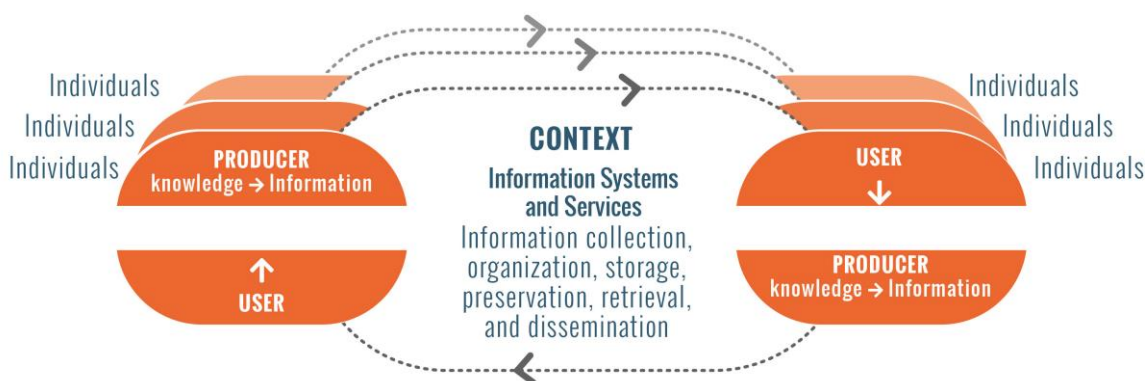 Individuals
Individuals
Individuals
PRODUCER
knowledge → Information
↑
USER
CONTEXT
Information Systems
and Services
Information collection,
organization, storage,
preservation, retrieval,
and dissemination
Individuals
Individuals
Individuals
USER
↓
PRODUCER
knowledge → Information